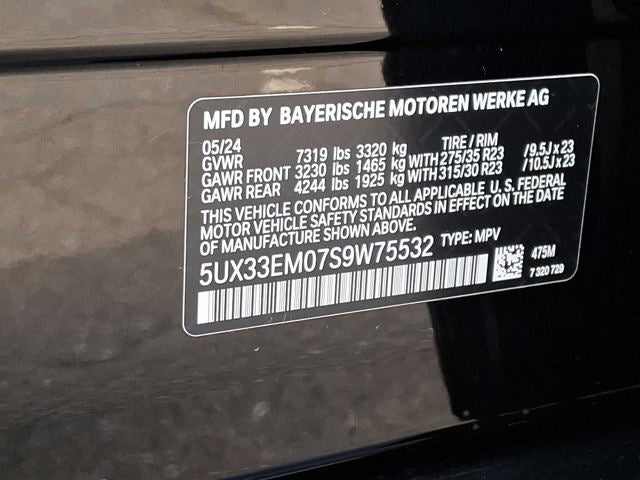 MFD BY BAYERISCHE MOTOREN WERKE AG
05/24 TIRE / RIM
GVWR 7319 lbs 3320 kg
GAWR FRONT 3230 lbs 1465 kg WITH 275/35 R23 /9.5J x 23
GAWR REAR 4244 lbs 1925 kg WITH 315/30 R23 /10.5J x 23
THIS VEHICLE CONFORMS TO ALL APPLICABLE U. S. FEDERAL
MOTOR VEHICLE SAFETY STANDARDS IN EFFECT ON THE DATE
OF MANUFACTURE SHOWN ABOVE.
5UX33EM07S9W75532 TYPE: MPV
475M
7 320 729